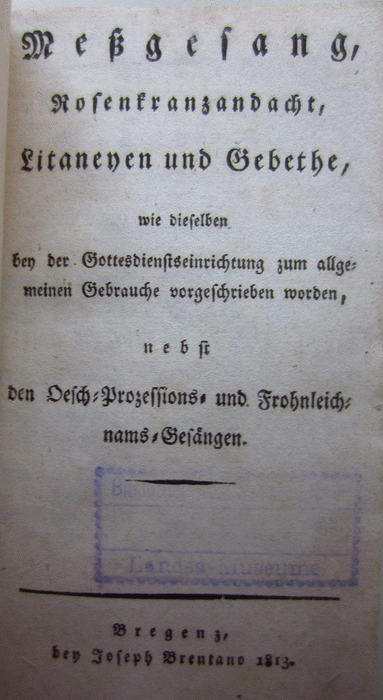 Meßgesang,
Rosenkranzandacht,
Litaneyen und Gebethe,
wie dieselben
bey der Gottesdienstseinrichtung zum allge-
meinen Gebrauche vorgeschrieben worden,
nebst
den Oesch-Prozessions- und Frohnleich-
nams-Gesängen.
Landes-Museums
Bregenz,
bey Joseph Brentano 1813.